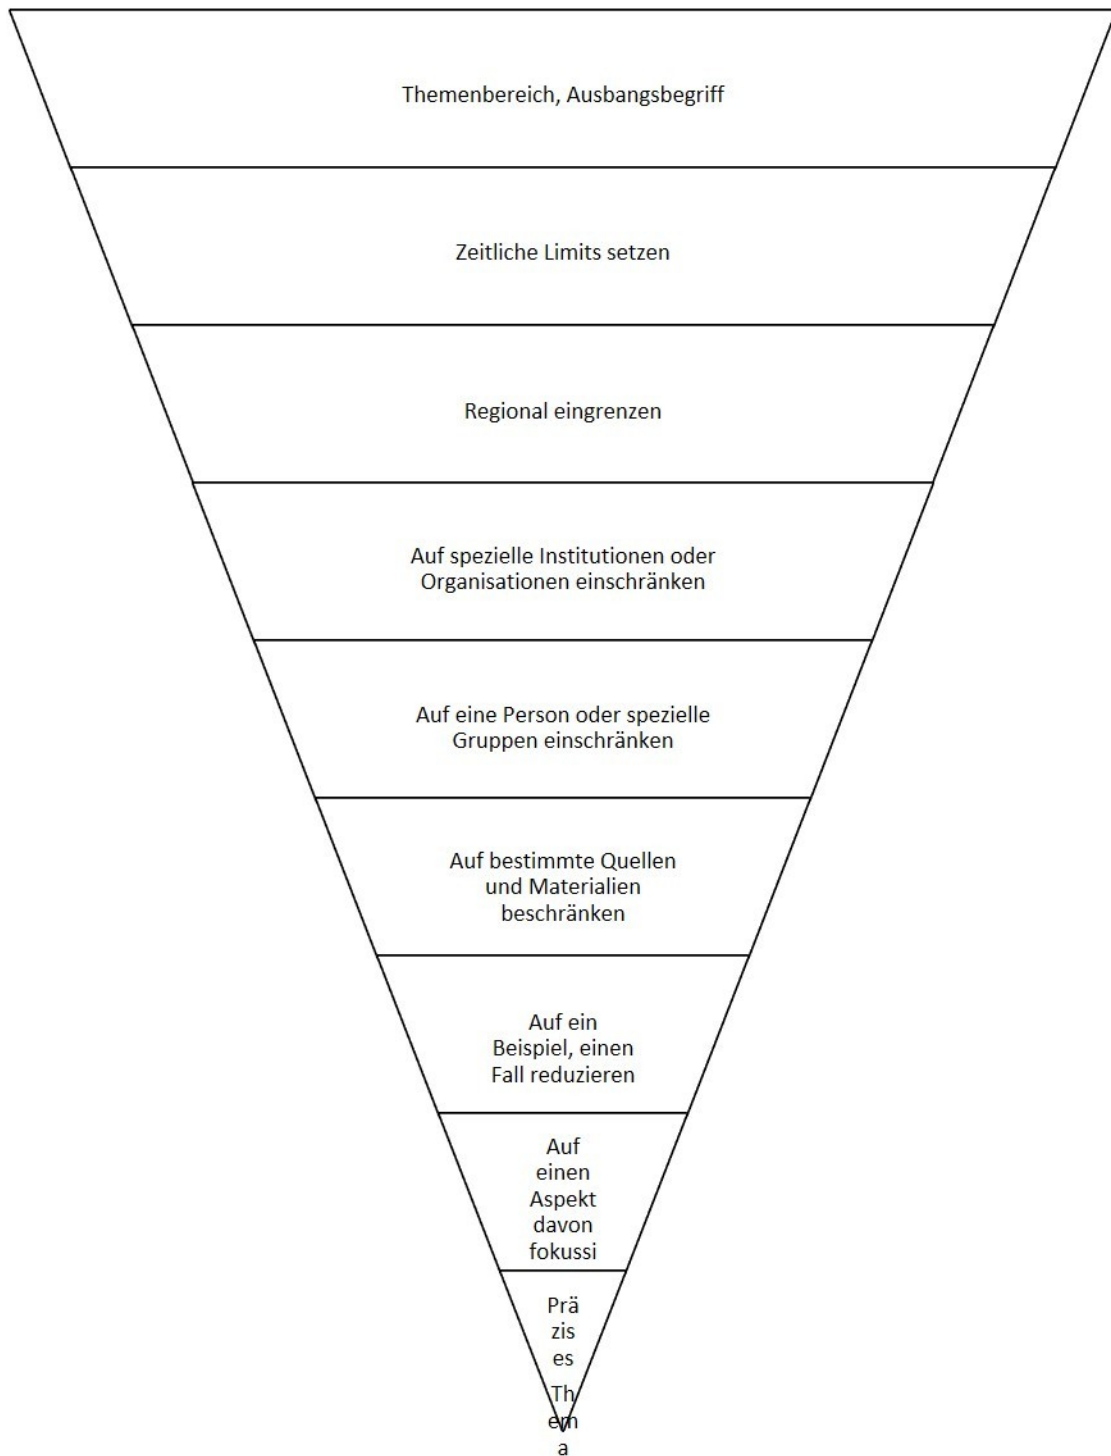 Themenbereich, Ausbangsbegriff
Zeitliche Limits setzen
Regional eingrenzen
Auf spezielle Institutionen oder
Organisationen einschränken
Auf eine Person oder spezielle
Gruppen einschränken
Auf bestimmte Quellen
und Materialien
beschränken
Auf ein
Beispiel, einen
Fall reduzieren
Auf
einen
Aspekt
davon
fokussi
Prä
zis
es
Th
em
a